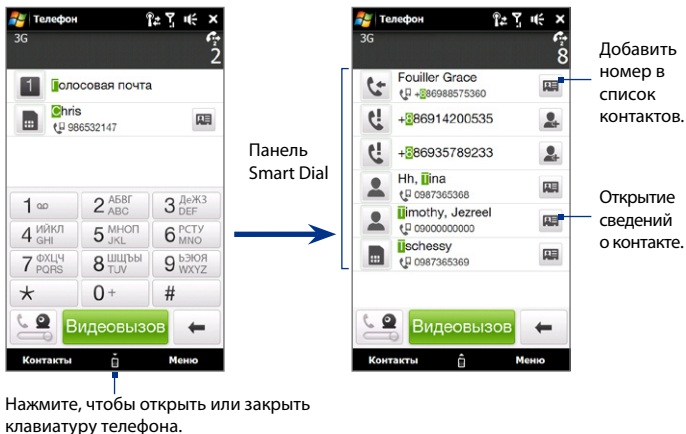 Телефон
3G
2
1 Голосовая почта
Chris
986532147
1
2 АБВГ ABC
3 ДеЖЗ DEF
4 ИЙКЛ GHI
5 МНОП JKL
6 РСТУ MNO
7 ФХЦЧ PQRS
8 ШЩЪЫ TUV
9 ЬЭЮЯ WXYZ
* 0 + #
Видеовызов
Контакты Меню
Нажмите, чтобы открыть или закрыть
клавиатуру телефона.
Панель
Smart Dial
Телефон
3G
8
Fouiller Grace
+886988575360
+886914200535
+886935789233
Hh, Tina
0987365368
Timothy, Jezreel
09000000000
Tschessy
0987365369
Видеовызов
Контакты Меню
Добавить
номер в
список
контактов.
Открытие
сведений
о контакте.